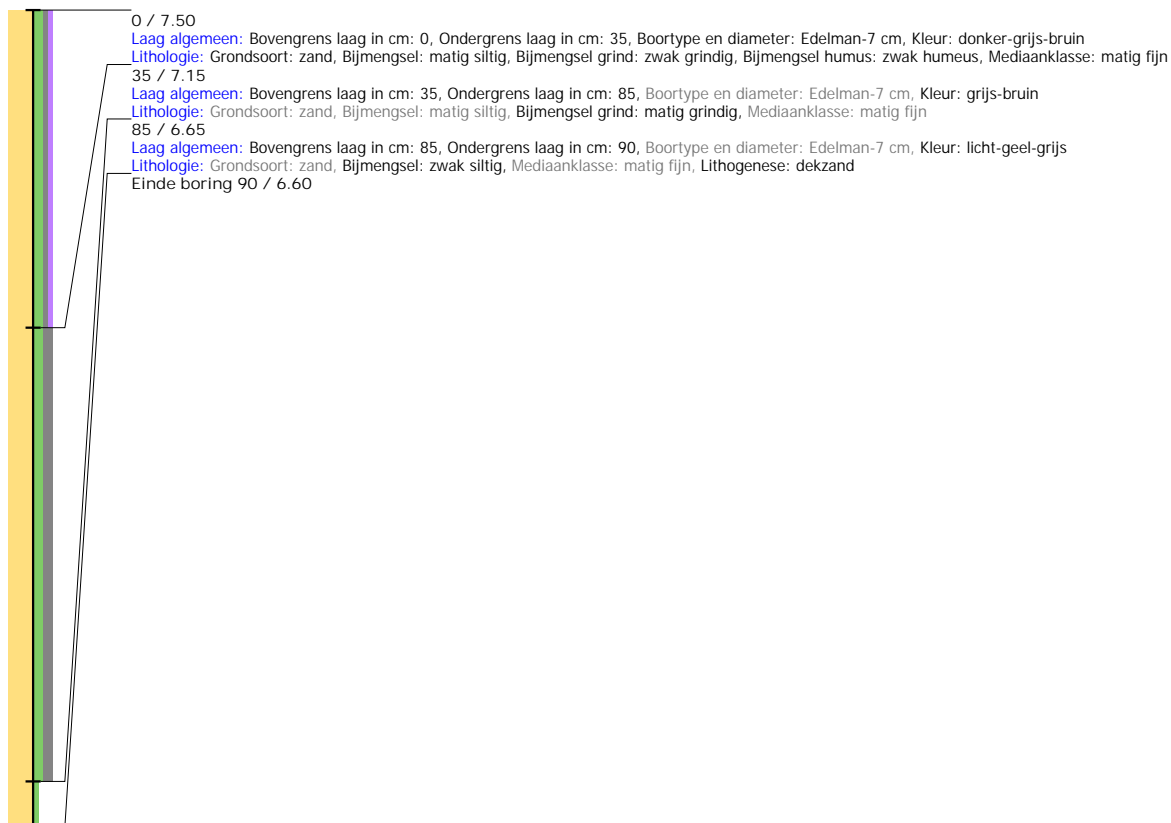 0 / 7.50
Laag algemeen: Bovengrens laag in cm: 0, Ondergrens laag in cm: 35, Boortype en diameter: Edelman-7 cm, Kleur: donker-grijs-bruin
Lithologie: Grondsoort: zand, Bijmengsel: matig siltig, Bijmengsel grind: zwak grindig, Bijmengsel humus: zwak humeus, Mediaanklasse: matig fijn
35 / 7.15
Laag algemeen: Bovengrens laag in cm: 35, Ondergrens laag in cm: 85, Boortype en diameter: Edelman-7 cm, Kleur: grijs-bruin
Lithologie: Grondsoort: zand, Bijmengsel: matig siltig, Bijmengsel grind: matig grindig, Mediaanklasse: matig fijn
85 / 6.65
Laag algemeen: Bovengrens laag in cm: 85, Ondergrens laag in cm: 90, Boortype en diameter: Edelman-7 cm, Kleur: licht-geel-grijs
Lithologie: Grondsoort: zand, Bijmengsel: zwak siltig, Mediaanklasse: matig fijn, Lithogenese: dekzand
Einde boring 90 / 6.60